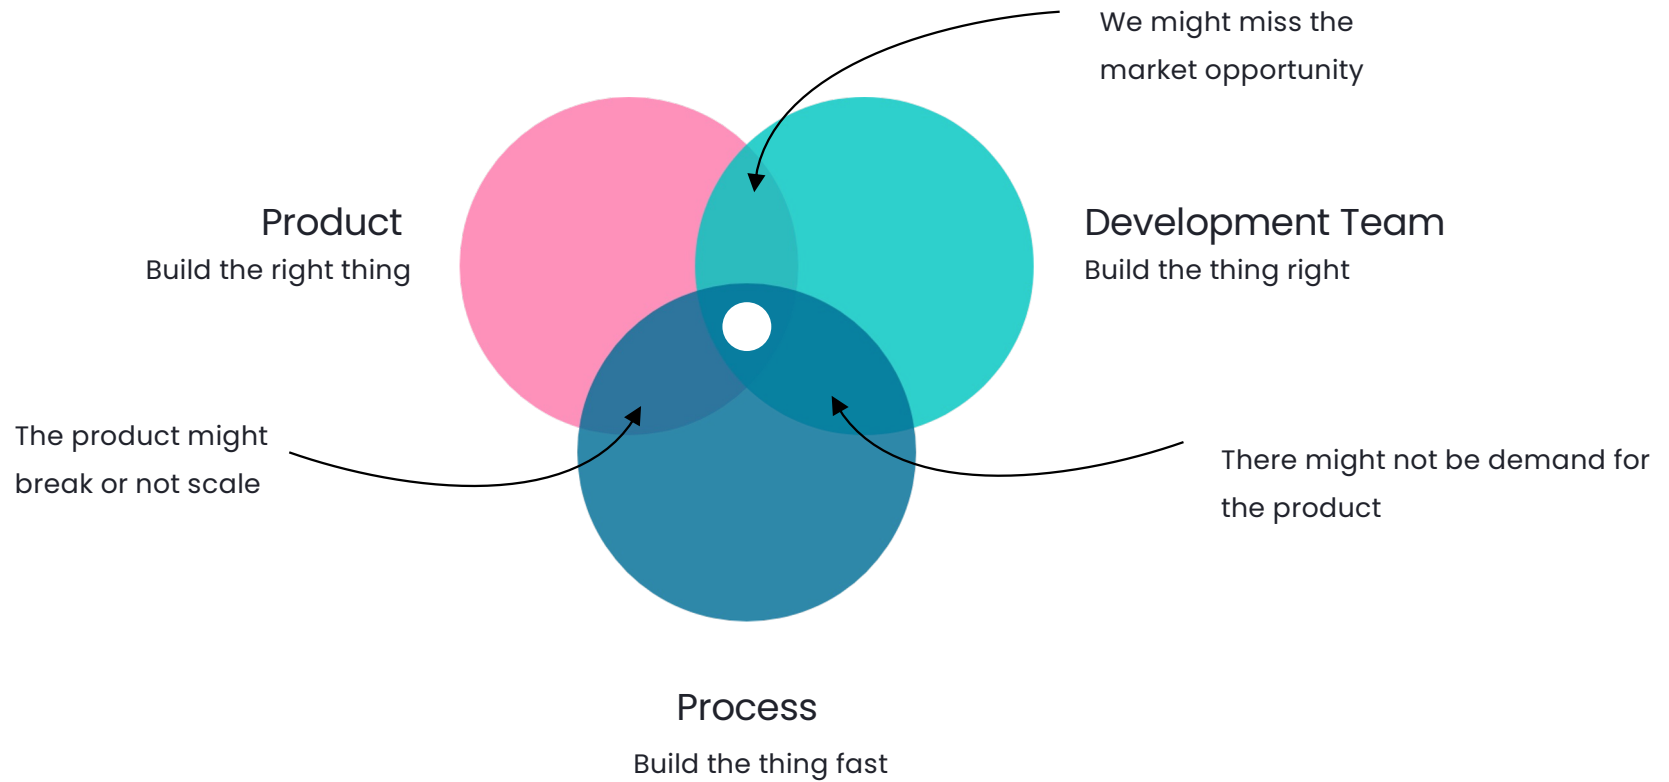 We might miss the
market opportunity
Product
Build the right thing
Development Team
Build the thing right
The product might
break or not scale
There might not be demand for
the product
Process
Build the thing fast